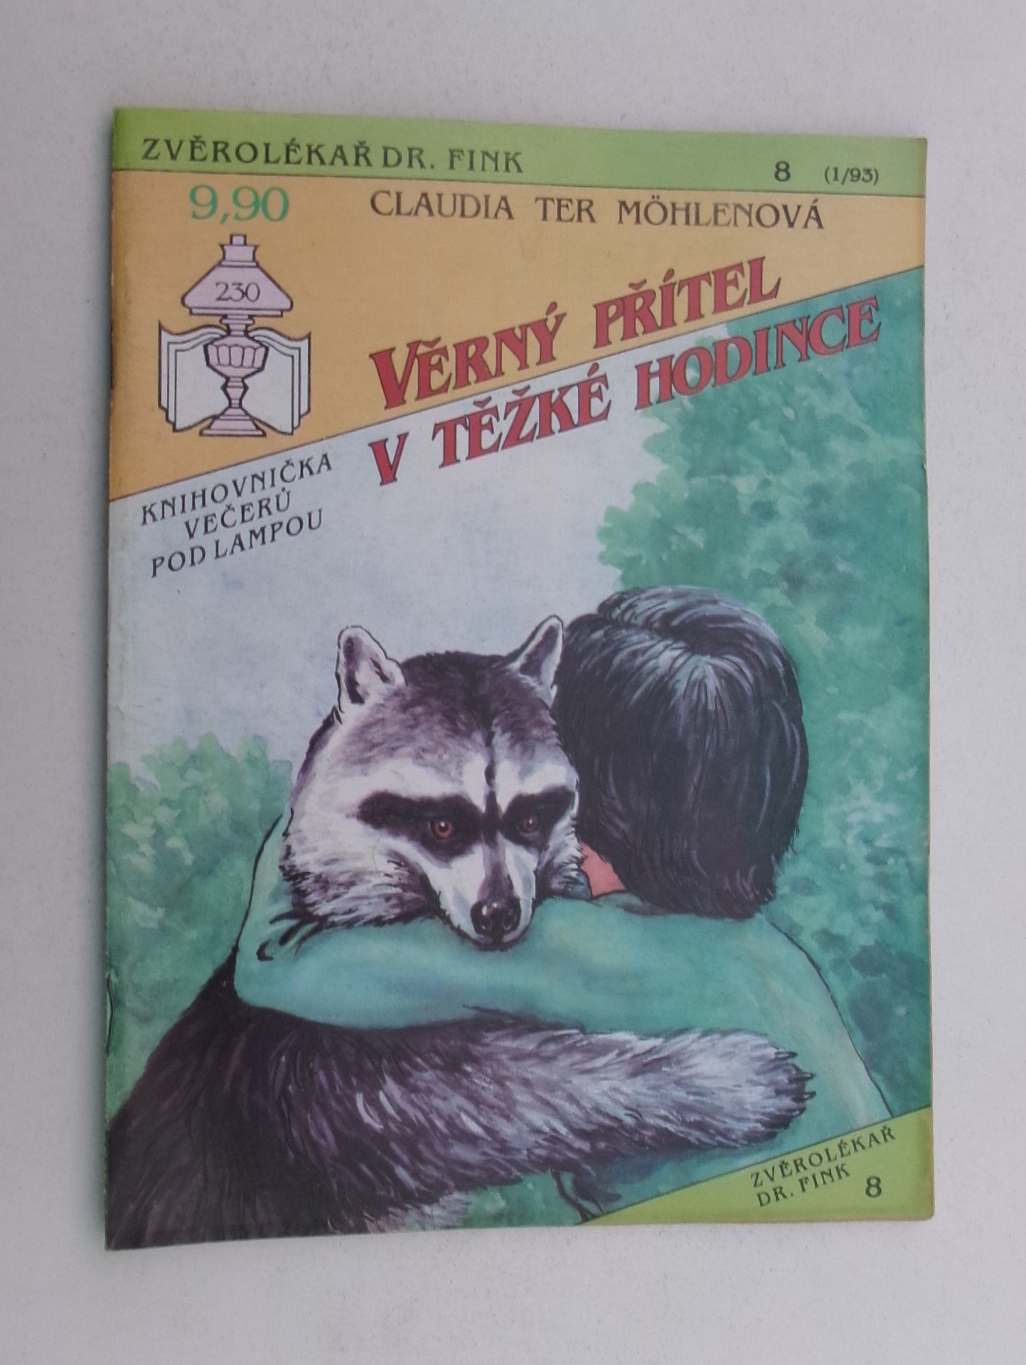 ZVĚROLÉKAŘ DR. FINK
8 (1/93)
9,90
CLAUDIA TER MÖHLENOVÁ
230
VĚRNÝ PŘÍTEL
V TĚŽKÉ HODINCE
KNIHOVNIČKA
VEČERŮ
POD LAMPOU
ZVĚROLÉKAŘ
DR. FINK 8